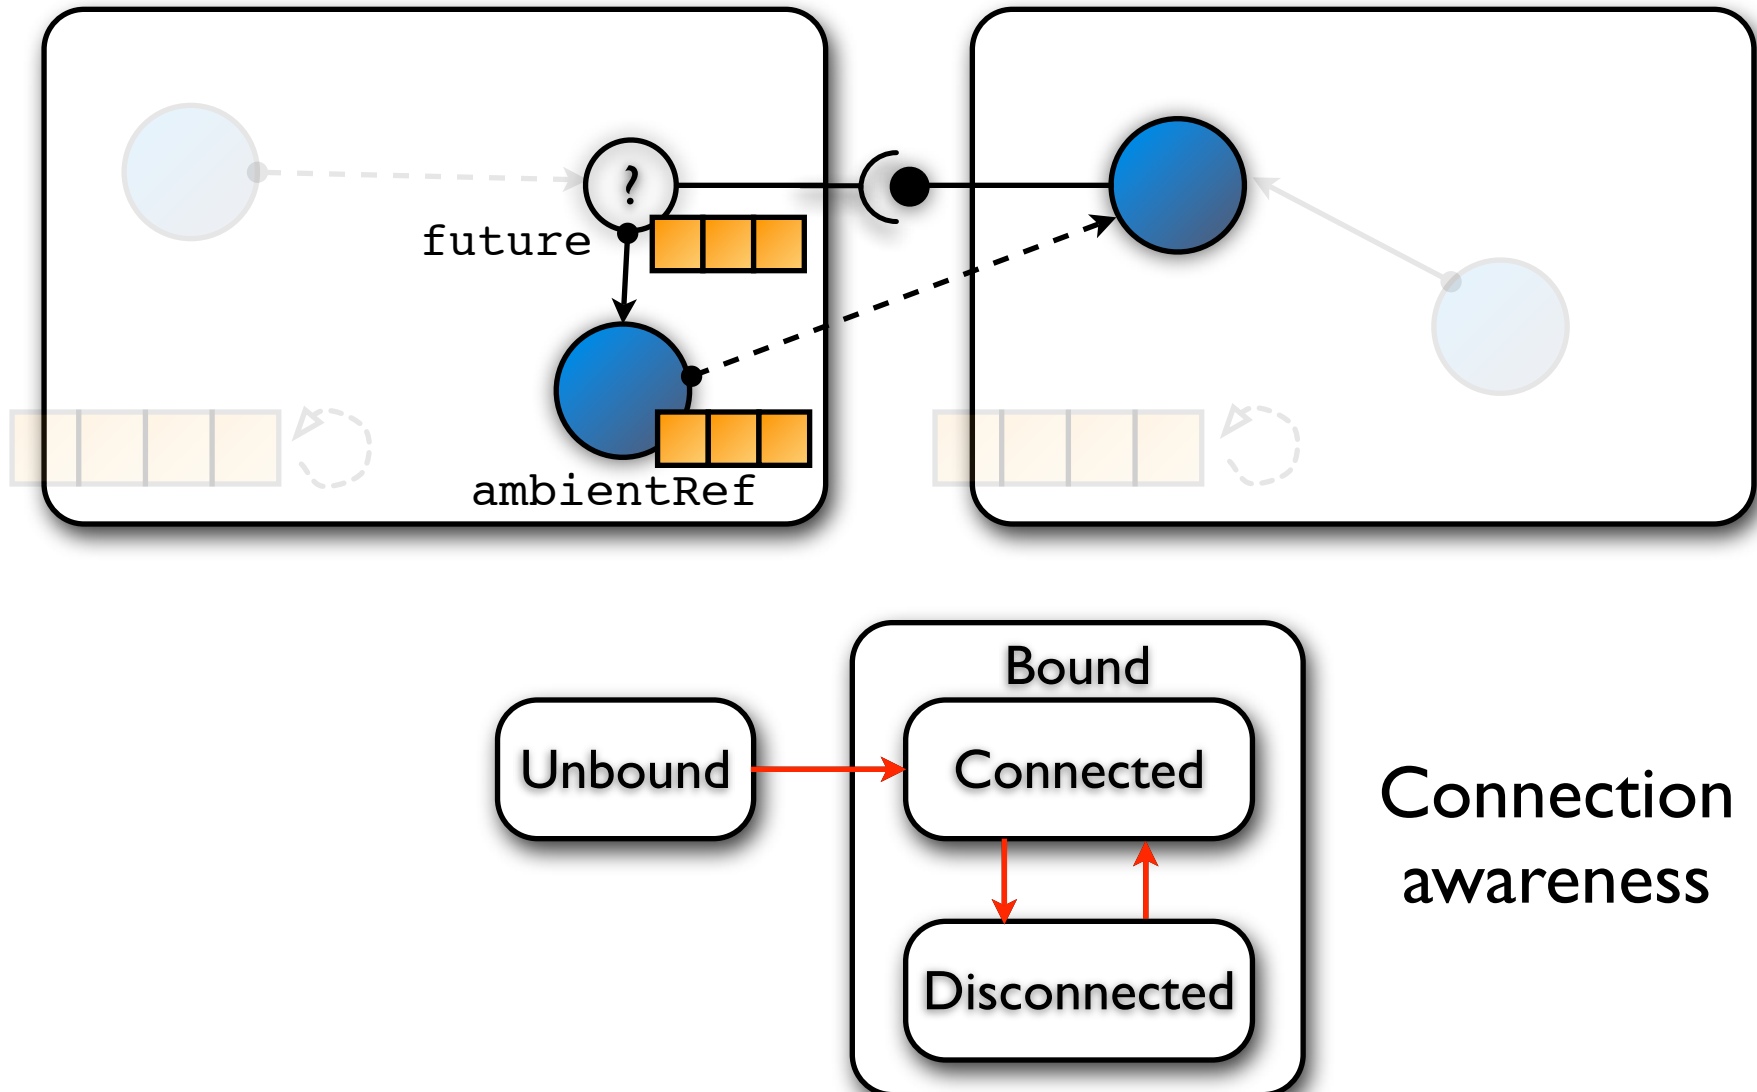 ?
future
ambientRef
Bound
Unbound
Connected
Connection
awareness
Disconnected